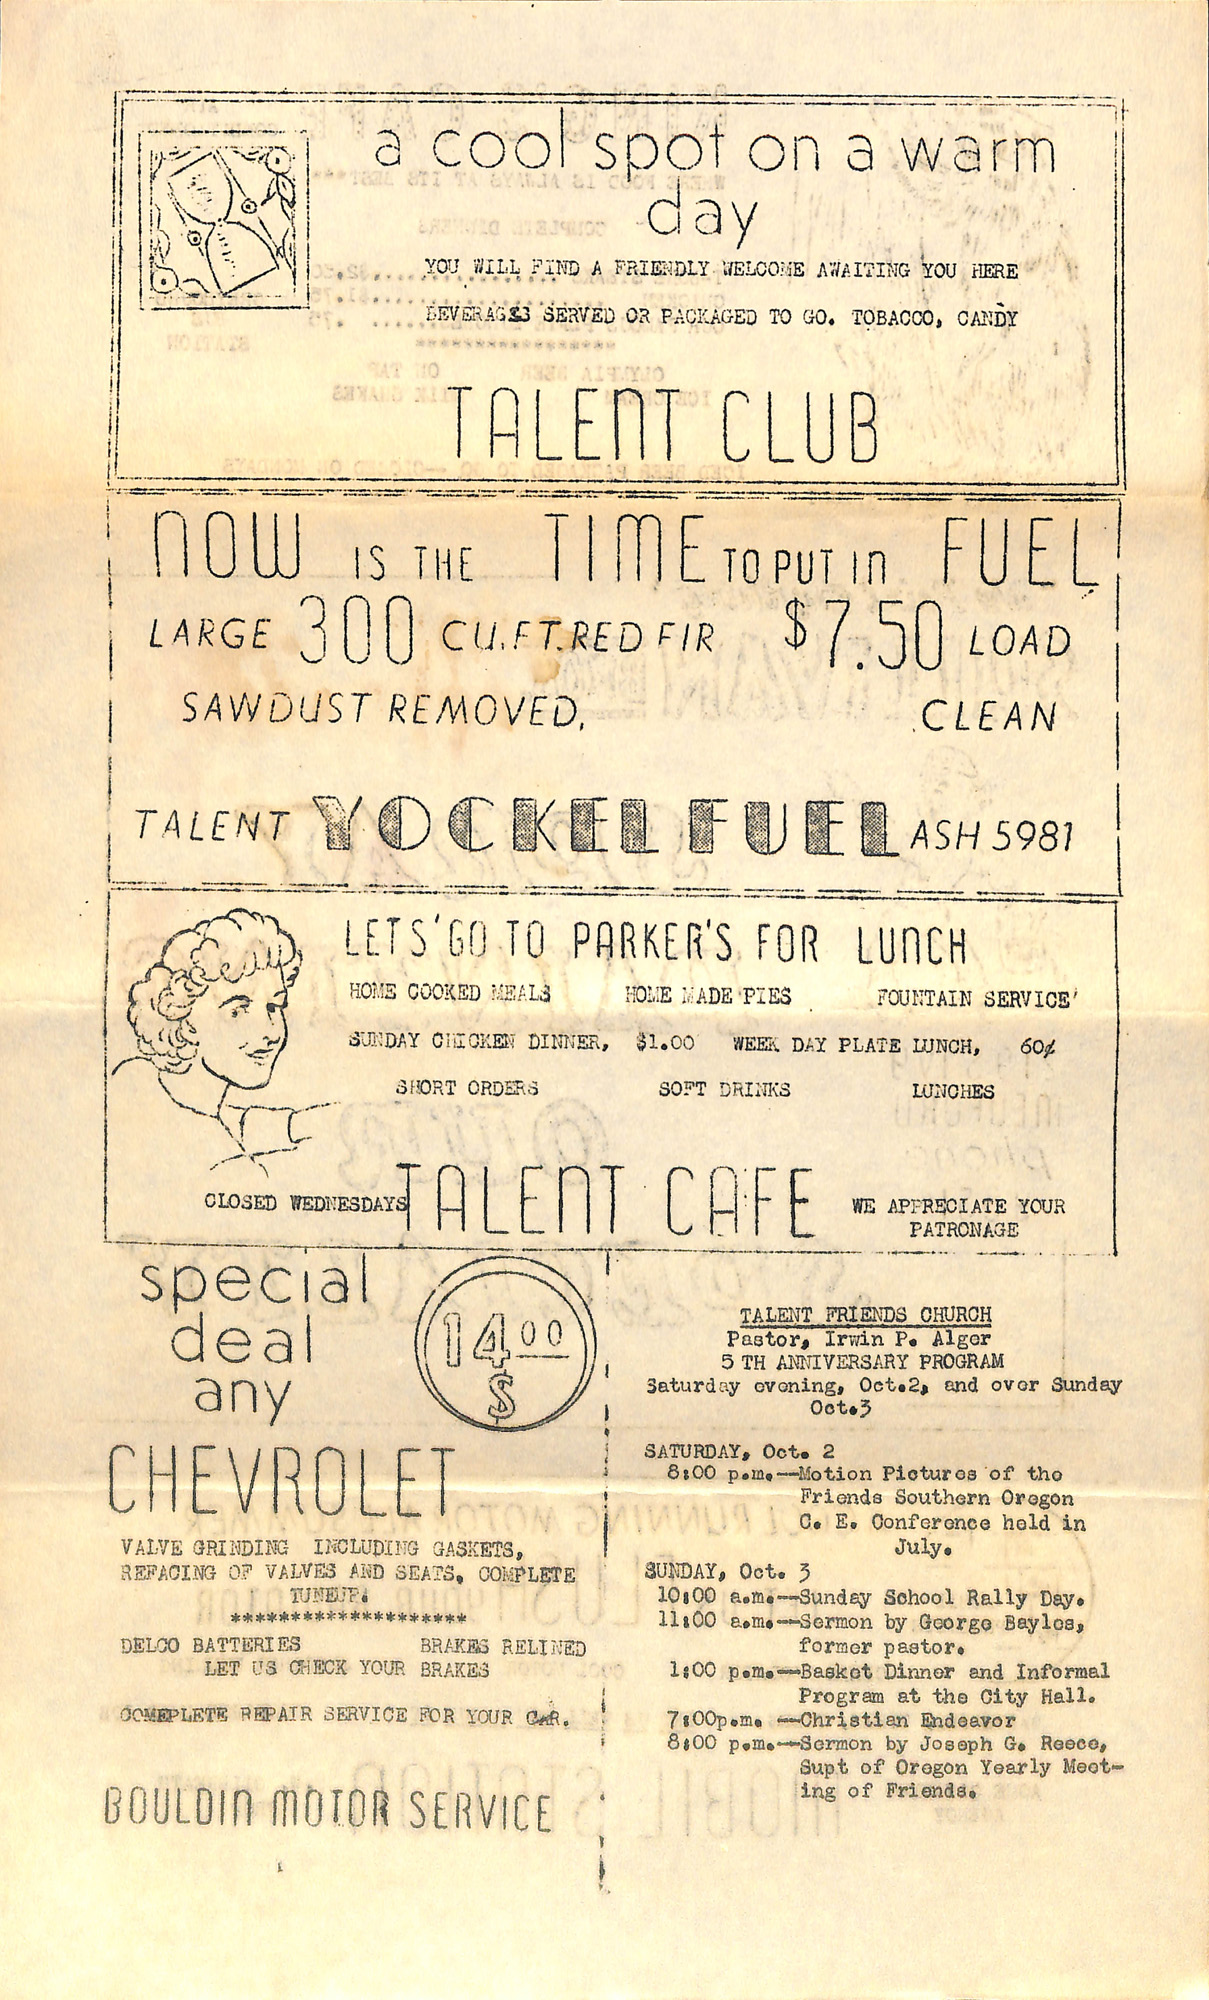 a cool spot on a warm
day
YOU WILL FIND A FRIENDLY WELCOME AWAITING YOU HERE
BEVERAGES SERVED OR PACKAGED TO GO. TOBACCO, CANDY
TALENT CLUB
NOW IS THE TIME TO PUT IN FUEL
LARGE 300 CU.FT.RED FIR $7.50 LOAD
SAWDUST REMOVED, CLEAN
TALENT YOCKEL FUEL ASH 5981
LETS'GO TO PARKER'S FOR LUNCH
HOME COOKED MEALS HOME MADE PIES FOUNTAIN SERVICE
SUNDAY CHICKEN DINNER, $1.00 WEEK DAY PLATE LUNCH, 60¢
SHORT ORDERS SOFT DRINKS LUNCHES
CLOSED WEDNESDAYS TALENT CAFE WE APPRECIATE YOUR
PATRONAGE
special
deal
any
14 00
$
CHEVROLET
VALVE GRINDING INCLUDING GASKETS,
REFACING OF VALVES AND SEATS, COMPLETE
TUNEUP.
********************
DELCO BATTERIES BRAKES RELINED
LET US CHECK YOUR BRAKES
COMEPLETE REPAIR SERVICE FOR YOUR CAR.
BOULDIN MOTOR SERVICE
TALENT FRIENDS CHURCH
Pastor, Irwin P. Alger
5 TH ANNIVERSARY PROGRAM
Saturday evening, Oct.2, and over Sunday
Oct.3
SATURDAY, Oct. 2
8:00 p.m.—Motion Pictures of the
Friends Southern Oregon
C. E. Conference held in
July.
SUNDAY, Oct. 3
10:00 a.m.—Sunday School Rally Day.
11:00 a.m.—Sermon by George Bayles,
former pastor.
1:00 p.m.—Basket Dinner and Informal
Program at the City Hall.
7:00p.m. —Christian Endeavor
8:00 p.m.—Sermon by Joseph G. Reece,
Supt of Oregon Yearly Meet-
ing of Friends.